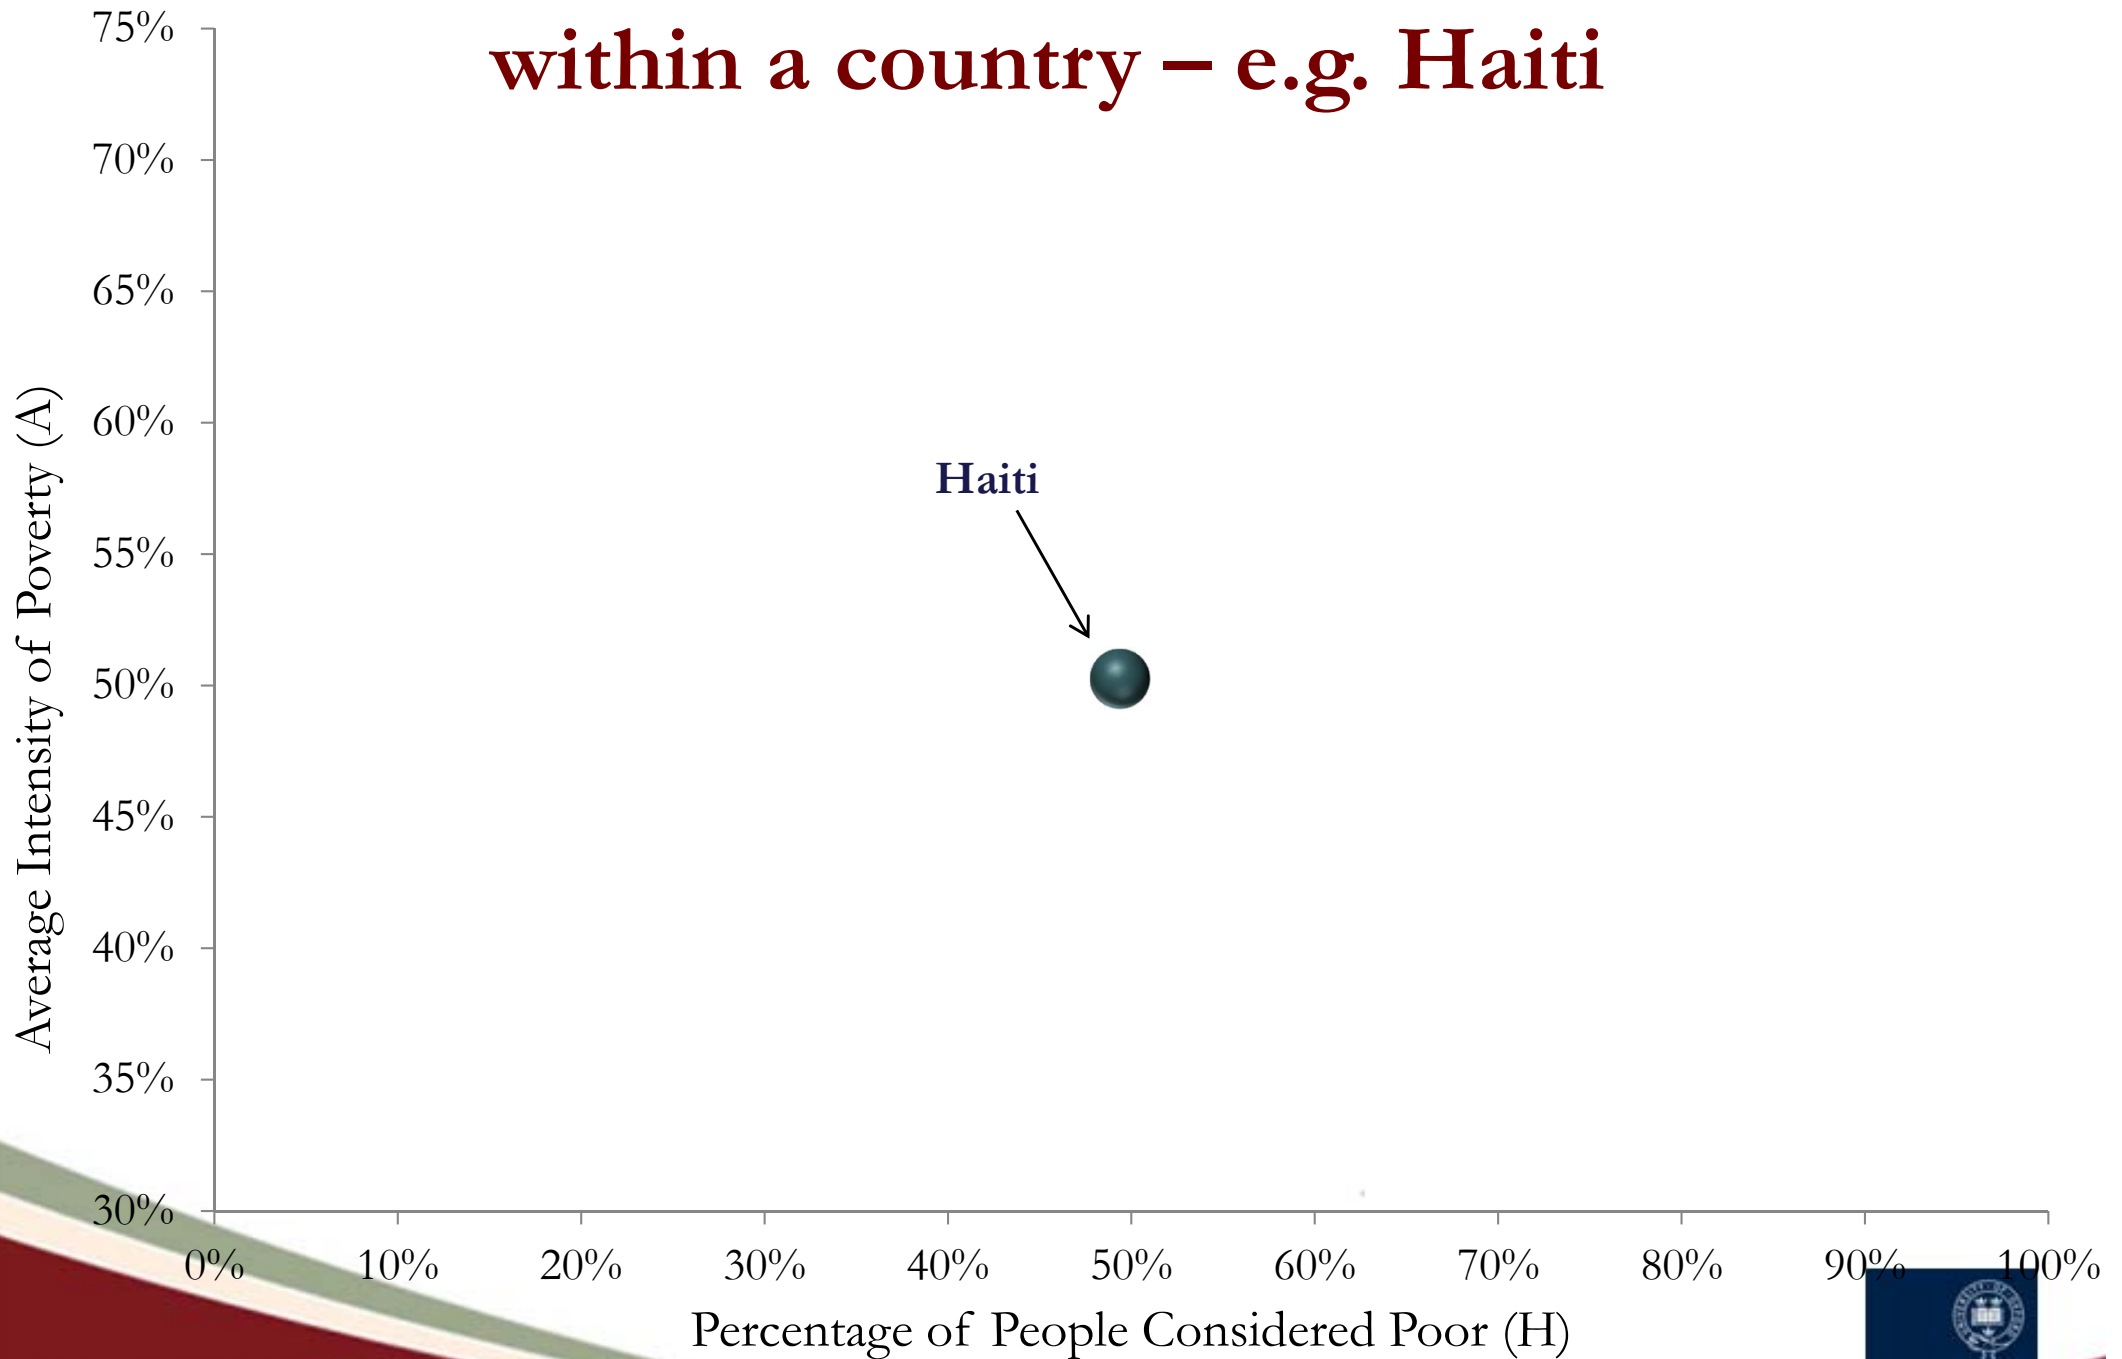 within a country – e.g. Haiti
75%
70%
65%
60%
55%
50%
45%
40%
35%
30%
Average Intensity of Poverty (A)
Haiti
0% 10% 20% 30% 40% 50% 60% 70% 80% 90% 100%
Percentage of People Considered Poor (H)